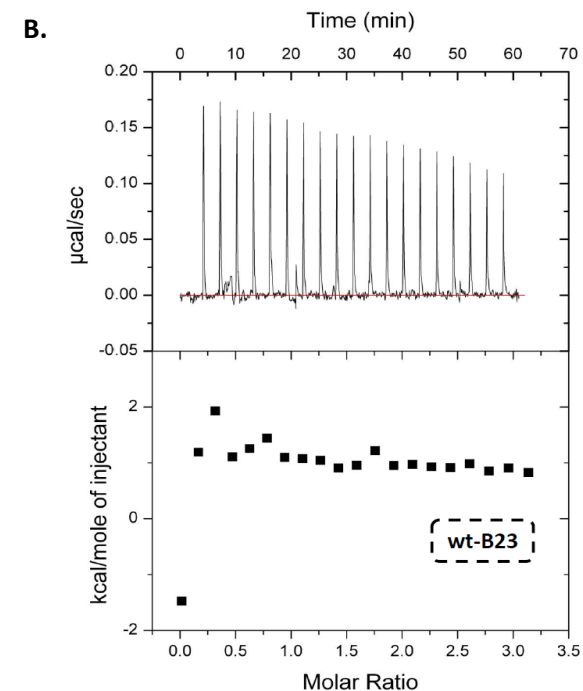 B.
Time (min)
0 10 20 30 40 50 60 70
0.20
0.15
0.10
0.05
0.00
-0.05
µcal/sec
2
0
-2
kcal/mole of injectant
wt-B23
0.0 0.5 1.0 1.5 2.0 2.5 3.0 3.5
Molar Ratio